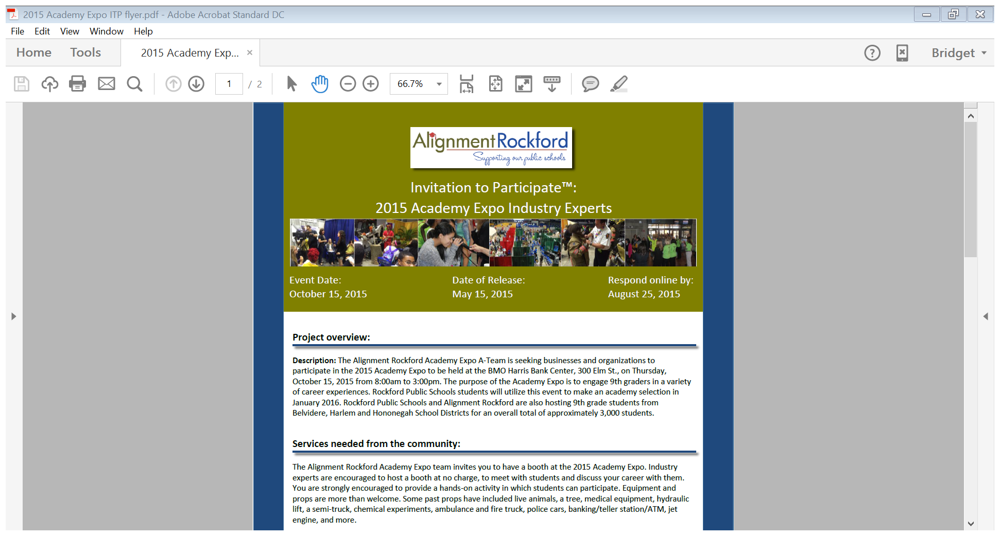 2015 Academy Expo ITP flyer.pdf - Adobe Acrobat Standard DC
File Edit View Window Help
Home Tools 2015 Academy Exp... Bridget
1 / 2 66.7%
AlignmentRockford
Supporting our public schools
Invitation to Participate™:
2015 Academy Expo Industry Experts
Event Date: Date of Release: Respond online by:
October 15, 2015 May 15, 2015 August 25, 2015
Project overview:
Description: The Alignment Rockford Academy Expo A-Team is seeking businesses and organizations to
participate in the 2015 Academy Expo to be held at the BMO Harris Bank Center, 300 Elm St., on Thursday,
October 15, 2015 from 8:00am to 3:00pm. The purpose of the Academy Expo is to engage 9th graders in a variety
of career experiences. Rockford Public Schools students will utilize this event to make an academy selection in
January 2016. Rockford Public Schools and Alignment Rockford are also hosting 9th grade students from
Belvidere, Harlem and Hononegah School Districts for an overall total of approximately 3,000 students.
Services needed from the community:
The Alignment Rockford Academy Expo team invites you to have a booth at the 2015 Academy Expo. Industry
experts are encouraged to host a booth at no charge, to meet with students and discuss your career with them.
You are strongly encouraged to provide a hands-on activity in which students can participate. Equipment and
props are more than welcome. Some past props have included live animals, a tree, medical equipment, hydraulic
lift, a semi-truck, chemical experiments, ambulance and fire truck, police cars, banking/teller station/ATM, jet
engine, and more.